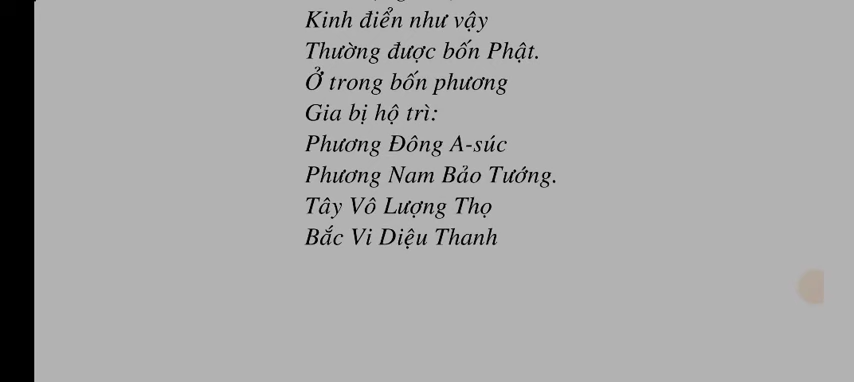 Kinh điển như vậy
Thường được bốn Phật.
Ở trong bốn phương
Gia bị hộ trì:
Phương Đông A-súc
Phương Nam Bảo Tướng.
Tây Vô Lượng Thọ
Bắc Vi Diệu Thanh